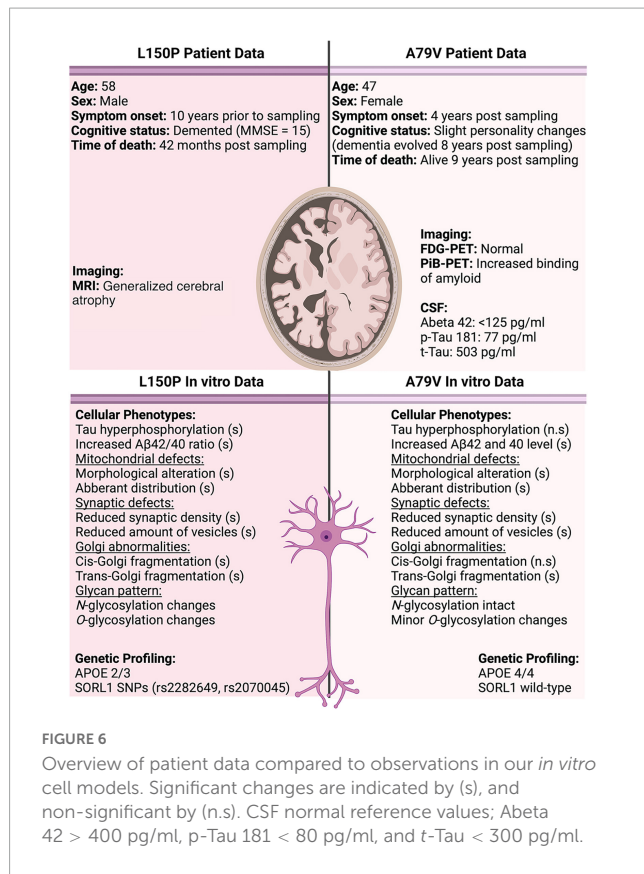 L150P Patient Data
Age: 58
Sex: Male
Symptom onset: 10 years prior to sampling
Cognitive status: Demented (MMSE = 15)
Time of death: 42 months post sampling
Imaging:
MRI: Generalized cerebral
atrophy
A79V Patient Data
Age: 47
Sex: Female
Symptom onset: 4 years post sampling
Cognitive status: Slight personality changes
(dementia evolved 8 years post sampling)
Time of death: Alive 9 years post sampling
Imaging:
FDG-PET: Normal
PiB-PET: Increased binding
of amyloid
CSF:
Abeta 42: <125 pg/ml
p-Tau 181: 77 pg/ml
t-Tau: 503 pg/ml
L150P In vitro Data
Cellular Phenotypes:
Tau hyperphosphorylation (s)
Increased Aβ42/40 ratio (s)
Mitochondrial defects:
Morphological alteration (s)
Abberant distribution (s)
Synaptic defects:
Reduced synaptic density (s)
Reduced amount of vesicles (s)
Golgi abnormalities:
Cis-Golgi fragmentation (s)
Trans-Golgi fragmentation (s)
Glycan pattern:
N-glycosylation changes
O-glycosylation changes
Genetic Profiling:
APOE 2/3
SORL1 SNPs (rs2282649, rs2070045)
A79V In vitro Data
Cellular Phenotypes:
Tau hyperphosphorylation (n.s)
Increased Aβ42 and 40 level (s)
Mitochondrial defects:
Morphological alteration (s)
Abberant distribution (s)
Synaptic defects:
Reduced synaptic density (s)
Reduced amount of vesicles (s)
Golgi abnormalities:
Cis-Golgi fragmentation (n.s)
Trans-Golgi fragmentation (s)
Glycan pattern:
N-glycosylation intact
Minor O-glycosylation changes
Genetic Profiling:
APOE 4/4
SORL1 wild-type
FIGURE 6
Overview of patient data compared to observations in our in vitro
cell models. Significant changes are indicated by (s), and
non-significant by (n.s). CSF normal reference values; Abeta
42 > 400 pg/ml, p-Tau 181 < 80 pg/ml, and t-Tau < 300 pg/ml.